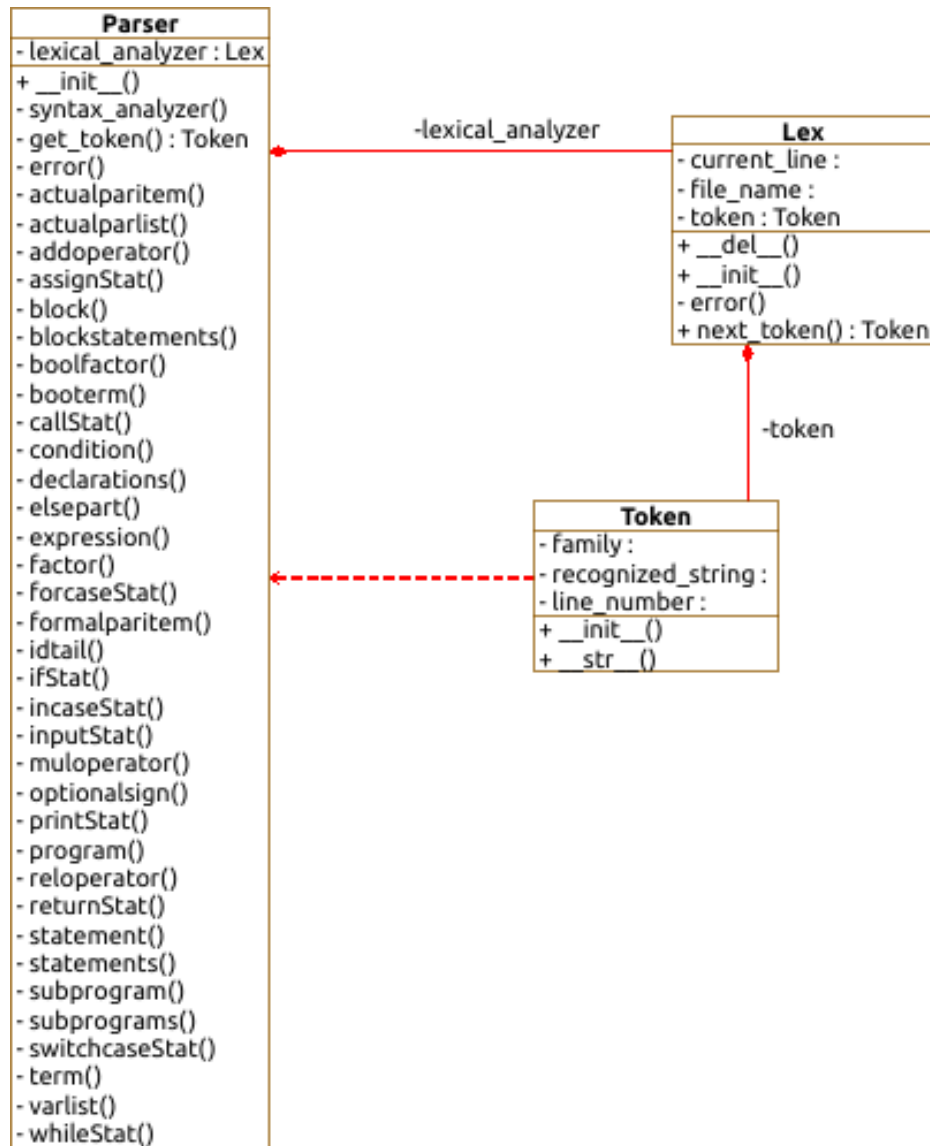 Parser
- lexical_analyzer : Lex
+ __init__()
- syntax_analyzer()
- get_token() : Token
- error()
- actualparitem()
- actualparlist()
- addoperator()
- assignStat()
- block()
- blockstatements()
- boolfactor()
- booterm()
- callStat()
- condition()
- declarations()
- elsepart()
- expression()
- factor()
- forcaseStat()
- formalparitem()
- idtail()
- ifStat()
- incaseStat()
- inputStat()
- muloperator()
- optionalsign()
- printStat()
- program()
- reloperator()
- returnStat()
- statement()
- statements()
- subprogram()
- subprograms()
- switchcaseStat()
- term()
- varlist()
- whileStat()
-lexical_analyzer
Lex
- current_line :
- file_name :
- token : Token
+ __del__()
+ __init__()
- error()
+ next_token() : Token
-token
Token
- family :
- recognized_string :
- line_number :
+ __init__()
+ __str__()